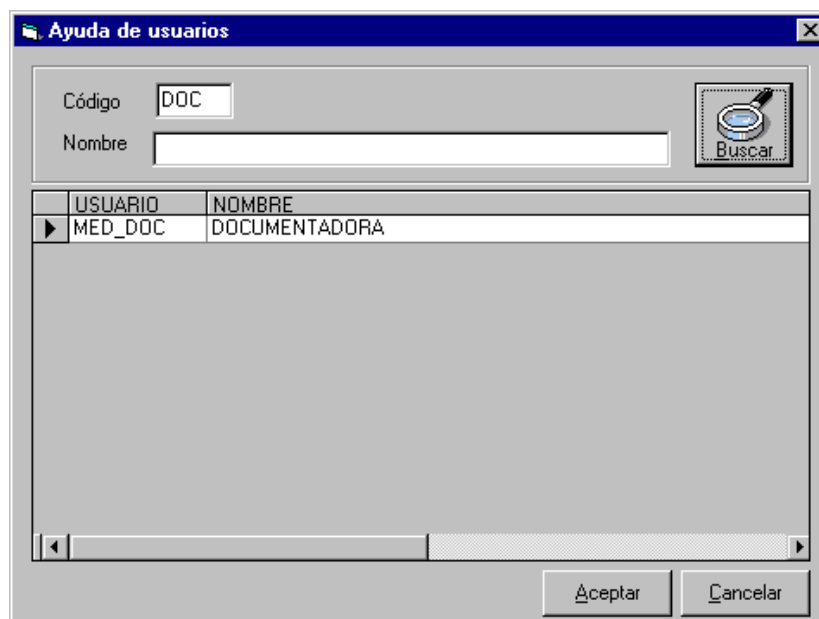 Ayuda de usuarios
Código DOC
Nombre
Buscar
USUARIO NOMBRE
MED_DOC DOCUMENTADORA
Aceptar Cancelar